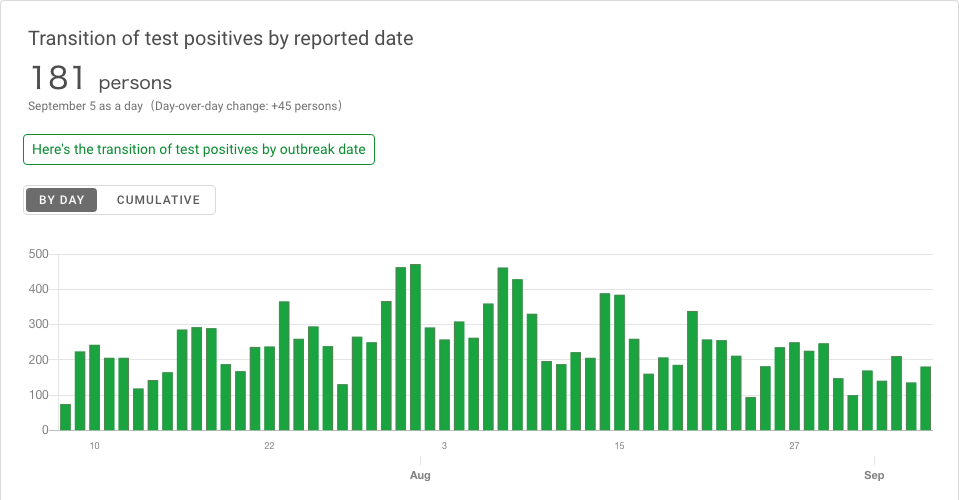 Transition of test positives by reported date
181 persons
September 5 as a day（Day-over-day change: +45 persons）
Here's the transition of test positives by outbreak date
BY DAY CUMULATIVE
500
400
300
200
100
0
10 22 3 15 27
Aug Sep